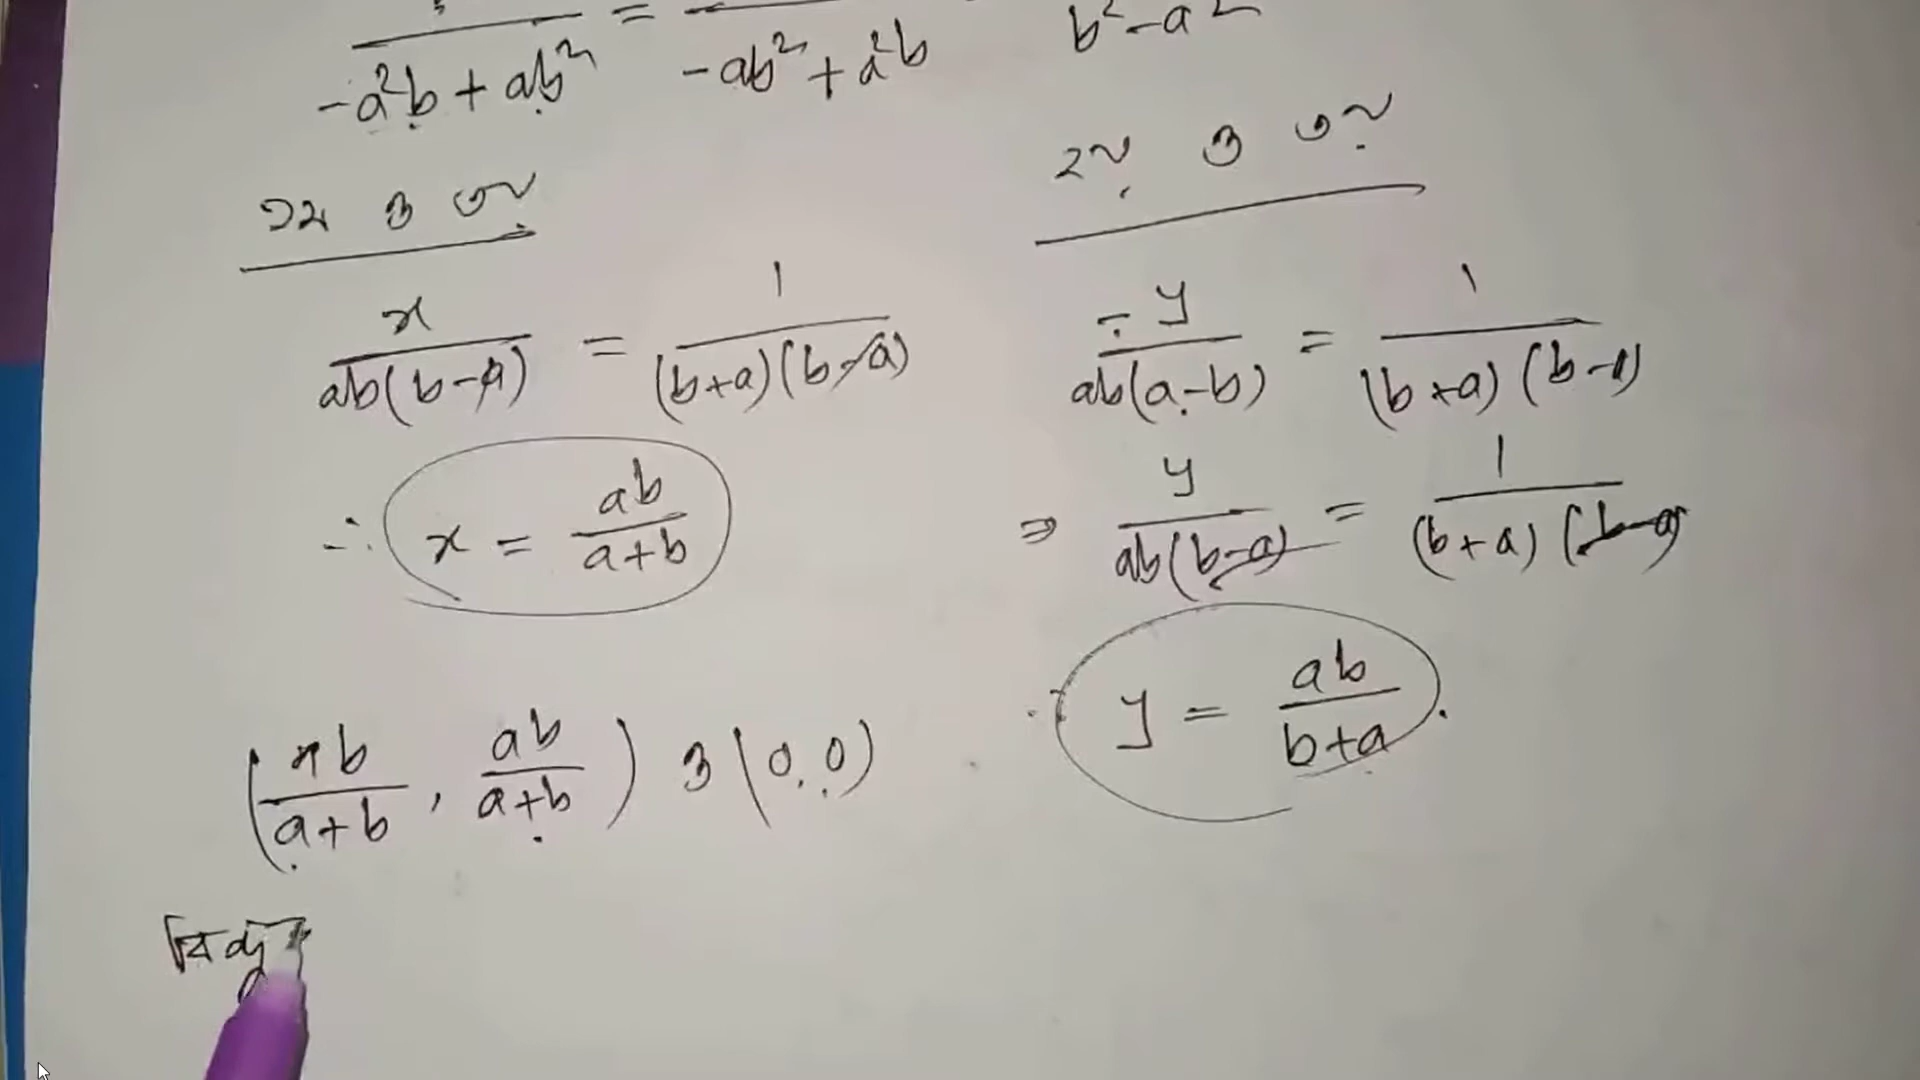 -a²b + ab² = -ab² + a²b b² - a²
১ম ও ৩য়
x/ab(b-a) = 1/(b+a)(b-a)
∴ x = ab/a+b
২য় ও ৩য়
-y/ab(a-b) = 1/(b+a)(b-a)
⇒ y/ab(b-a) = 1/(b+a)(b-a)
∴ y = ab/b+a.
(ab/a+b, ab/a+b) ও (0,0)